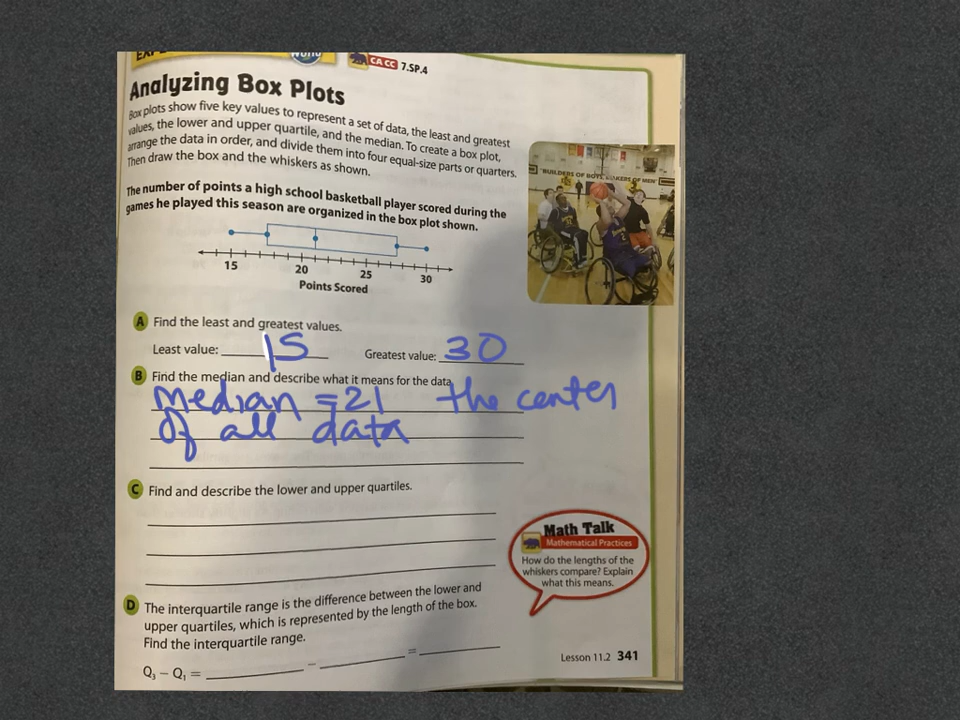 CA CC 7.SP.4
Analyzing Box Plots
Box plots show five key values to represent a set of data, the least and greatest
values, the lower and upper quartile, and the median. To create a box plot,
arrange the data in order, and divide them into four equal-size parts or quarters.
Then draw the box and the whiskers as shown.
The number of points a high school basketball player scored during the
games he played this season are organized in the box plot shown.
15 20 25 30
Points Scored
"BUILDERS OF BOYS, MAKERS OF MEN"
A Find the least and greatest values.
Least value: 15 Greatest value: 30
B Find the median and describe what it means for the data
Median = 21 the center
of all data
C Find and describe the lower and upper quartiles.
Math Talk
Mathematical Practices
How do the lengths of the
whiskers compare? Explain
what this means.
D The interquartile range is the difference between the lower and
upper quartiles, which is represented by the length of the box.
Find the interquartile range.
Q₃ − Q₁ = − =
Lesson 11.2 341